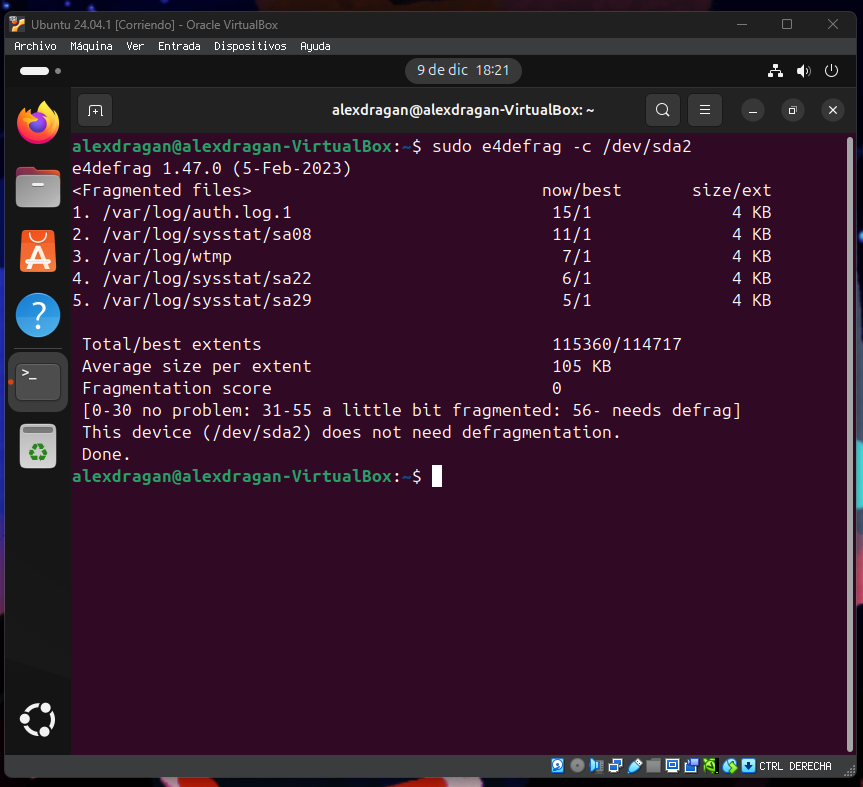 Ubuntu 24.04.1 [Corriendo] - Oracle VirtualBox
Archivo Máquina Ver Entrada Dispositivos Ayuda
9 de dic 18:21
alexdragan@alexdragan-VirtualBox: ~
alexdragan@alexdragan-VirtualBox:~$ sudo e4defrag -c /dev/sda2
e4defrag 1.47.0 (5-Feb-2023)
<Fragmented files> now/best size/ext
1. /var/log/auth.log.1 15/1 4 KB
2. /var/log/sysstat/sa08 11/1 4 KB
3. /var/log/wtmp 7/1 4 KB
4. /var/log/sysstat/sa22 6/1 4 KB
5. /var/log/sysstat/sa29 5/1 4 KB
Total/best extents 115360/114717
Average size per extent 105 KB
Fragmentation score 0
[0-30 no problem: 31-55 a little bit fragmented: 56- needs defrag]
This device (/dev/sda2) does not need defragmentation.
Done.
alexdragan@alexdragan-VirtualBox:~$
CTRL DERECHA